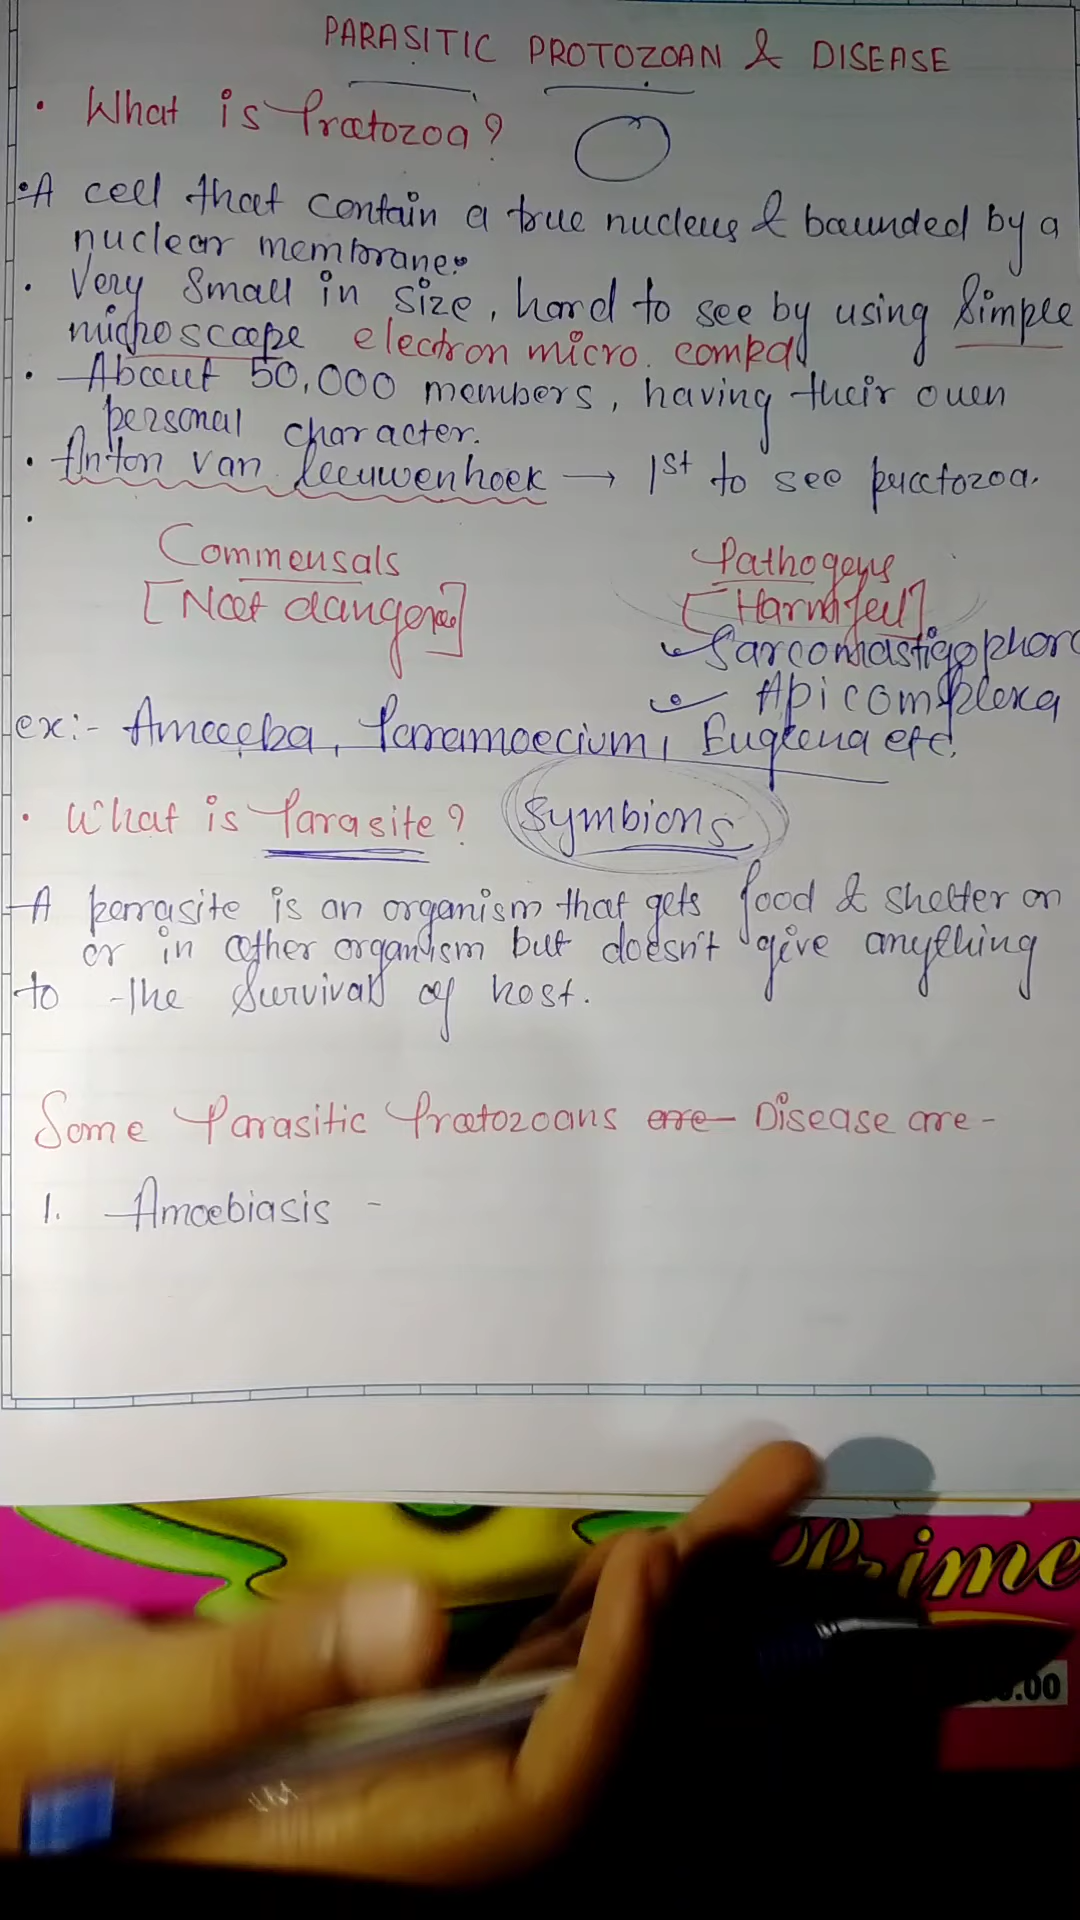 PARASITIC PROTOZOAN & DISEASE
• What is Protozoa?
• A cell that contain a true nucleus & bounded by a
nuclear membrane.
• Very small in size, hard to see by using simple
microscope electron micro. compd
• About 50,000 members, having their own
personal character.
• Anton van Leeuwenhoek → 1st to see protozoa.
Commensals Pathogens
[Not dangerous] [Harmful]
Sarcomastigophora
Apicomplexa
ex:- Amoeba, Paramoecium, Euglena etc.
• What is Parasite? Symbions
A parasite is an organism that gets food & shelter on
or in other organism but doesn't give anything
to the survival of host.
Some Parasitic Protozoans are Disease are -
1. Amoebiasis -
Prime
.00